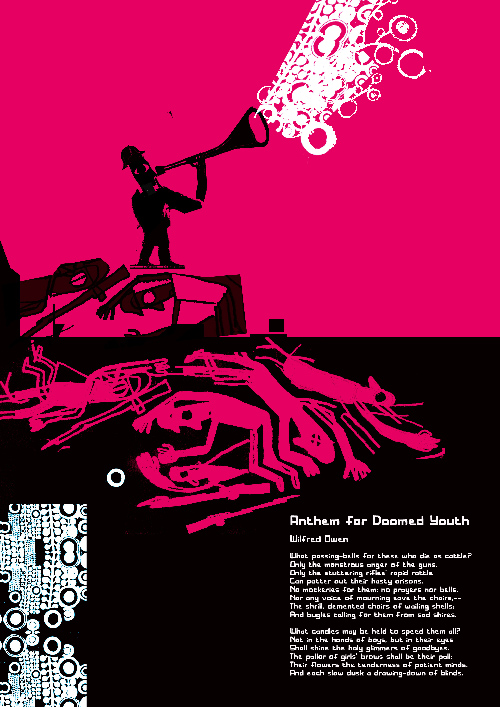 Anthem for Doomed Youth
Wilfred Owen
What passing-bells for these who die as cattle?
Only the monstrous anger of the guns.
Only the stuttering rifles' rapid rattle
Can patter out their hasty orisons.
No mockeries for them: no prayers nor bells,
Nor any voice of mourning save the choirs,--
The shrill, demented choirs of wailing shells;
And bugles calling for them from sad shires.
What candles may be held to speed them all?
Not in the hands of boys, but in their eyes
Shall shine the holy glimmers of goodbyes.
The pallor of girls' brows shall be their pall;
Their flowers the tenderness of patient minds,
And each slow dusk a drawing-down of blinds.